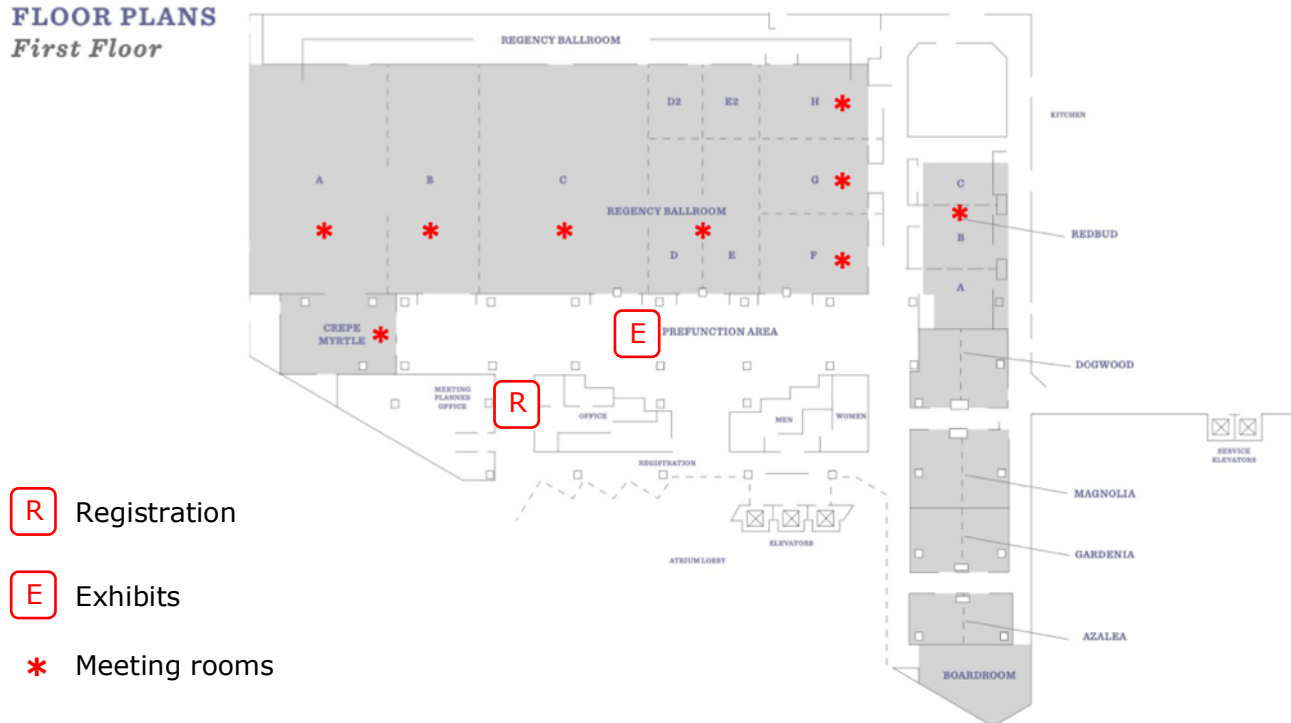 FLOOR PLANS
First Floor
REGENCY BALLROOM
D2
E2
H
KITCHEN
A
B
C
G
C
REGENCY BALLROOM
REDBUD
B
D
E
F
A
CREPE
MYRTLE
E
PREFUNCTION AREA
DOGWOOD
MEETING
PLANNER
OFFICE
R
OFFICE
MEN
WOMEN
SERVICE
ELEVATORS
REGISTRATION
MAGNOLIA
R Registration
ELEVATORS
ATRIUM LOBBY
GARDENIA
E Exhibits
AZALEA
* Meeting rooms
BOARDROOM